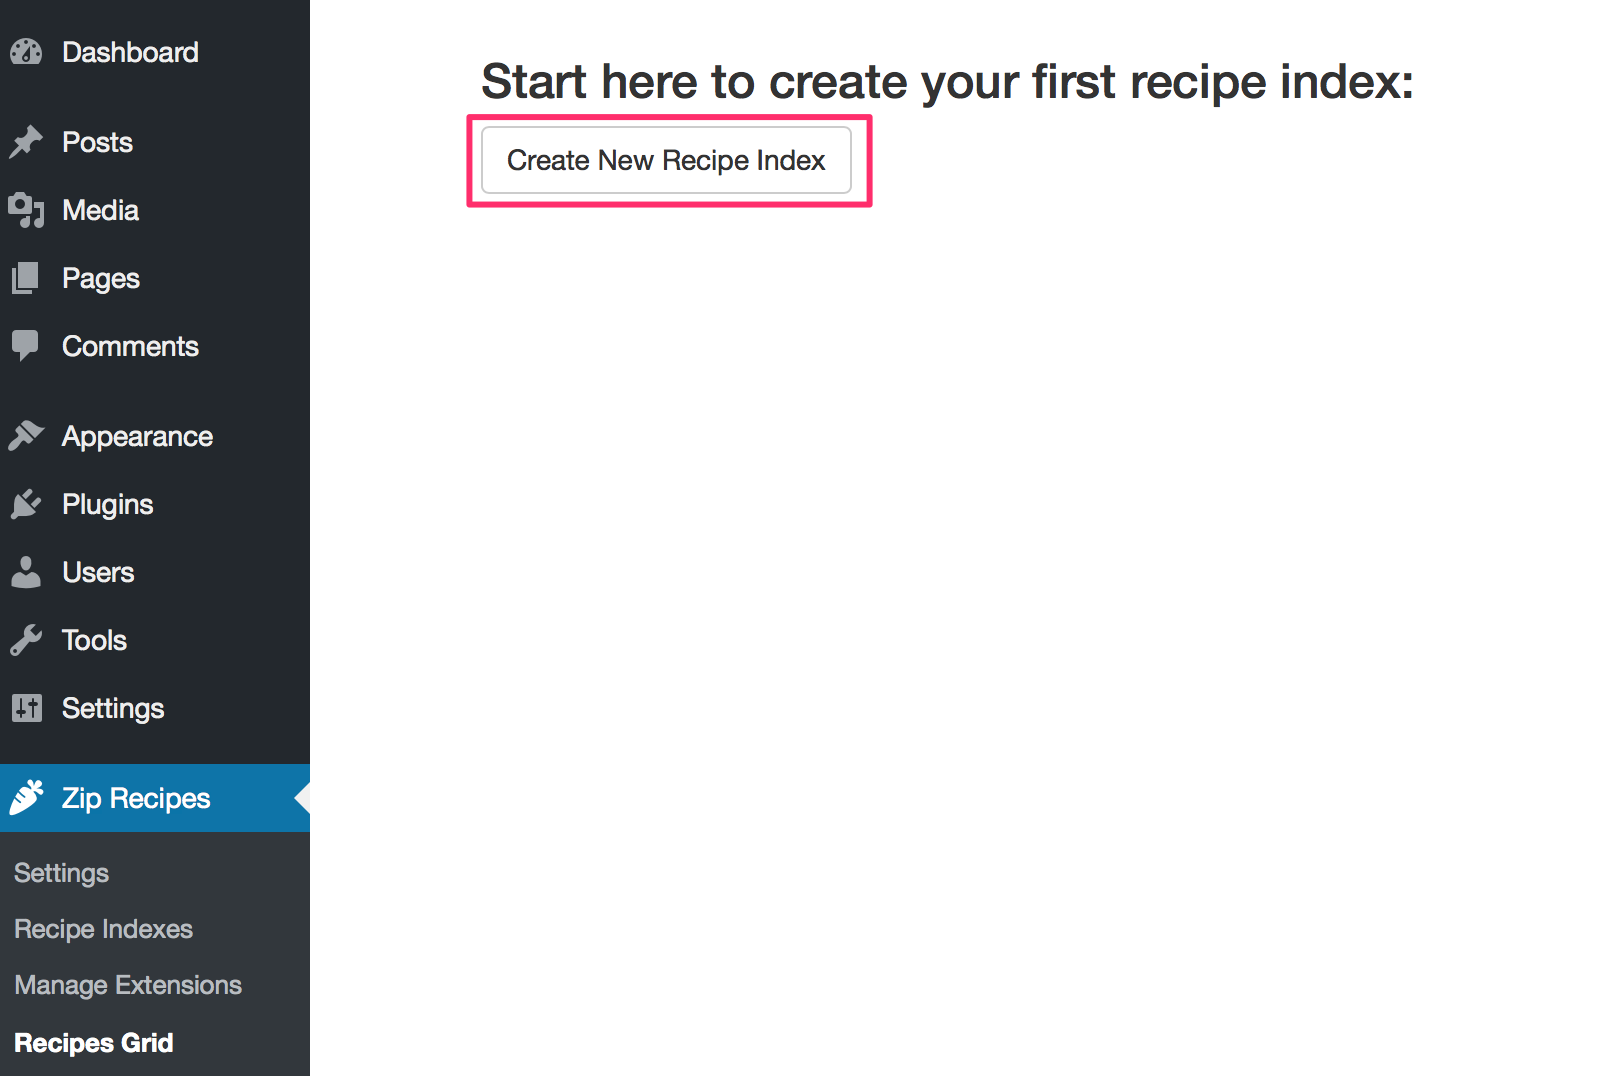 Dashboard
Posts
Media
Pages
Comments
Appearance
Plugins
Users
Tools
Settings
Zip Recipes
Settings
Recipe Indexes
Manage Extensions
Recipes Grid
Start here to create your first recipe index:
Create New Recipe Index